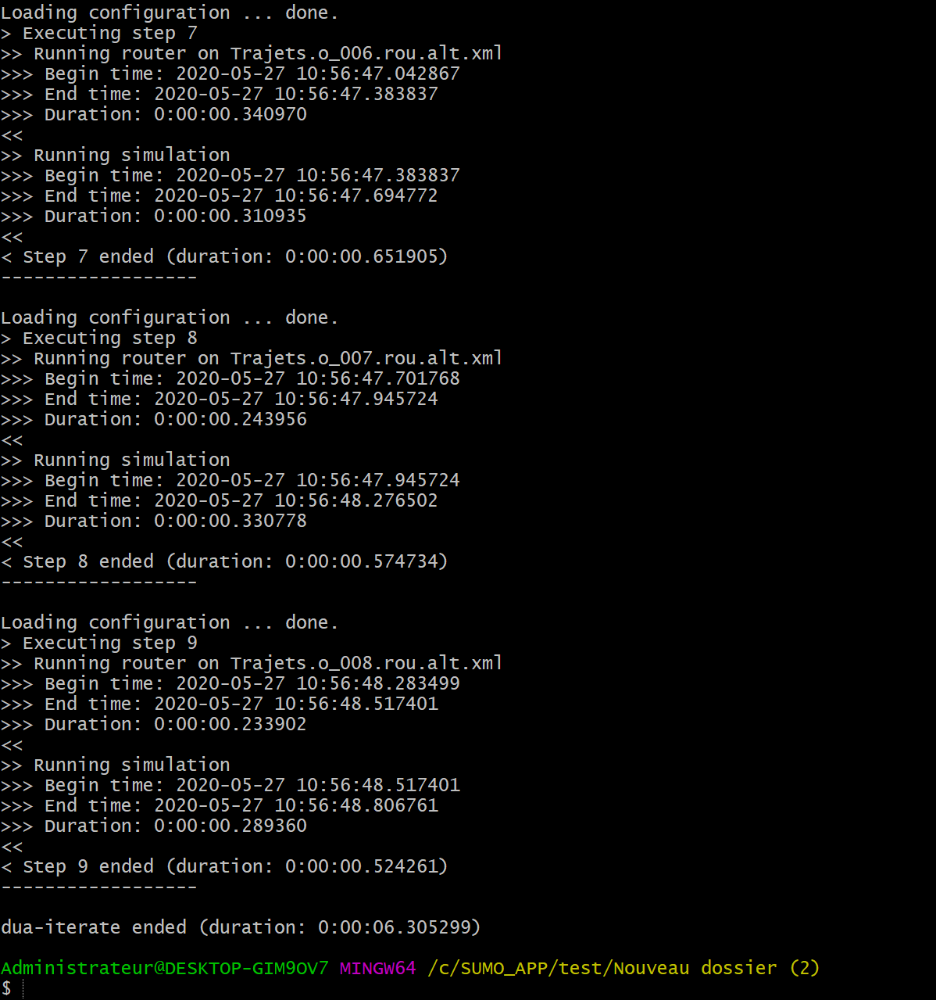 Loading configuration ... done.
> Executing step 7
>> Running router on Trajets.o_006.rou.alt.xml
>>> Begin time: 2020-05-27 10:56:47.042867
>>> End time: 2020-05-27 10:56:47.383837
>>> Duration: 0:00:00.340970
<<
>> Running simulation
>>> Begin time: 2020-05-27 10:56:47.383837
>>> End time: 2020-05-27 10:56:47.694772
>>> Duration: 0:00:00.310935
<<
< Step 7 ended (duration: 0:00:00.651905)
------------------
Loading configuration ... done.
> Executing step 8
>> Running router on Trajets.o_007.rou.alt.xml
>>> Begin time: 2020-05-27 10:56:47.701768
>>> End time: 2020-05-27 10:56:47.945724
>>> Duration: 0:00:00.243956
<<
>> Running simulation
>>> Begin time: 2020-05-27 10:56:47.945724
>>> End time: 2020-05-27 10:56:48.276502
>>> Duration: 0:00:00.330778
<<
< Step 8 ended (duration: 0:00:00.574734)
------------------
Loading configuration ... done.
> Executing step 9
>> Running router on Trajets.o_008.rou.alt.xml
>>> Begin time: 2020-05-27 10:56:48.283499
>>> End time: 2020-05-27 10:56:48.517401
>>> Duration: 0:00:00.233902
<<
>> Running simulation
>>> Begin time: 2020-05-27 10:56:48.517401
>>> End time: 2020-05-27 10:56:48.806761
>>> Duration: 0:00:00.289360
<<
< Step 9 ended (duration: 0:00:00.524261)
------------------
dua-iterate ended (duration: 0:00:06.305299)
Administrateur@DESKTOP-GIM9OV7 MINGW64 /c/SUMO_APP/test/Nouveau dossier (2)
$